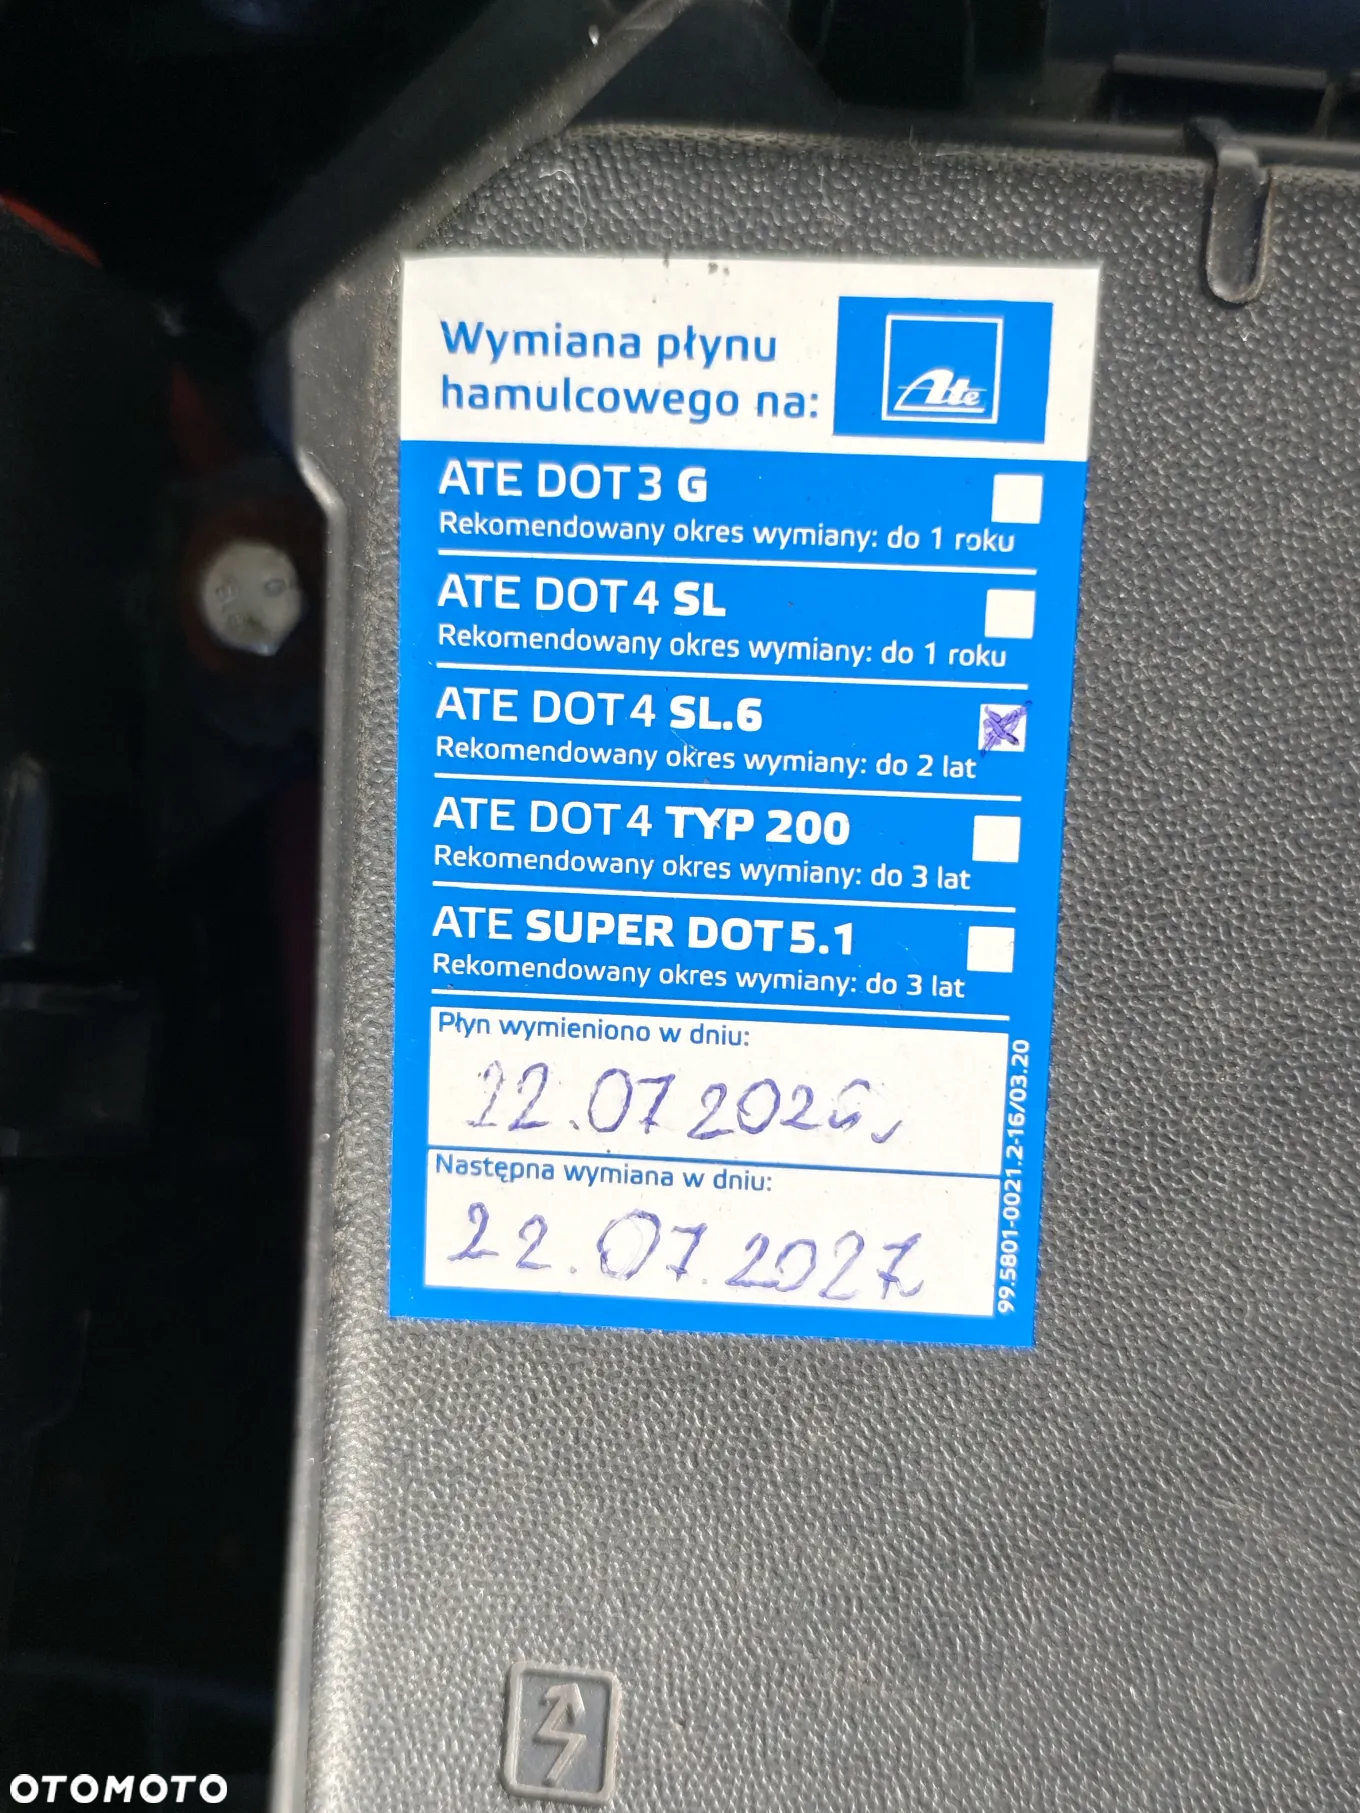 Wymiana płynu
hamulcowego na:
Ate
ATE DOT 3 G
Rekomendowany okres wymiany: do 1 roku
ATE DOT 4 SL
Rekomendowany okres wymiany: do 1 roku
ATE DOT 4 SL.6
Rekomendowany okres wymiany: do 2 lat
ATE DOT 4 TYP 200
Rekomendowany okres wymiany: do 3 lat
ATE SUPER DOT 5.1
Rekomendowany okres wymiany: do 3 lat
Płyn wymieniono w dniu:
Następna wymiana w dniu:
22.07.2027
99.5801-0021.2-16/03.20
OTOMOTO